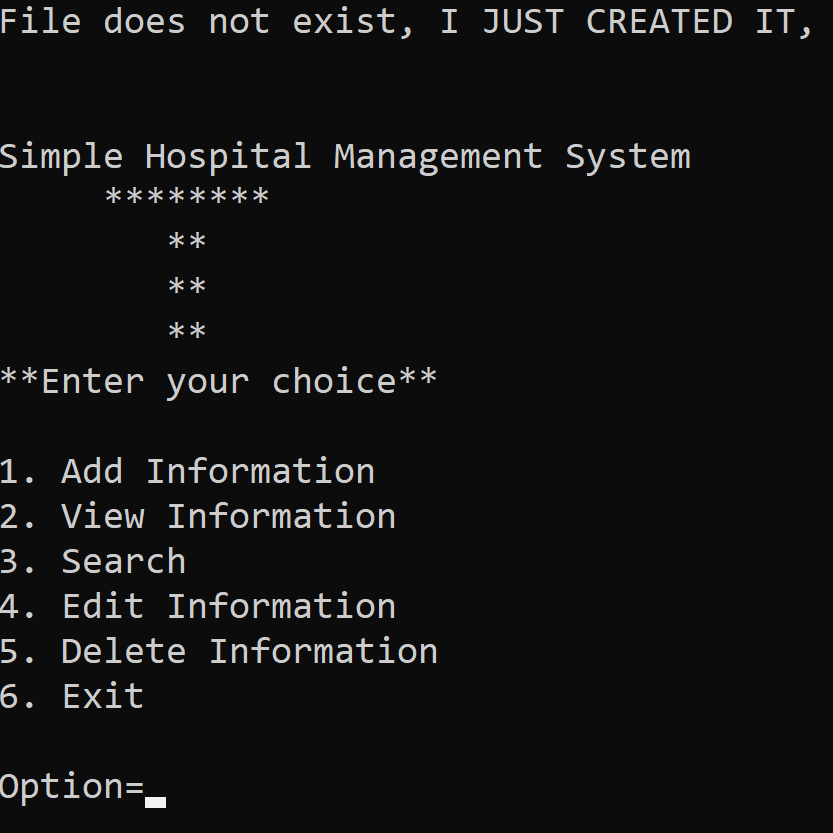 File does not exist, I JUST CREATED IT,
Simple Hospital Management System
********
**
**
**
**Enter your choice**
1. Add Information
2. View Information
3. Search
4. Edit Information
5. Delete Information
6. Exit
Option=